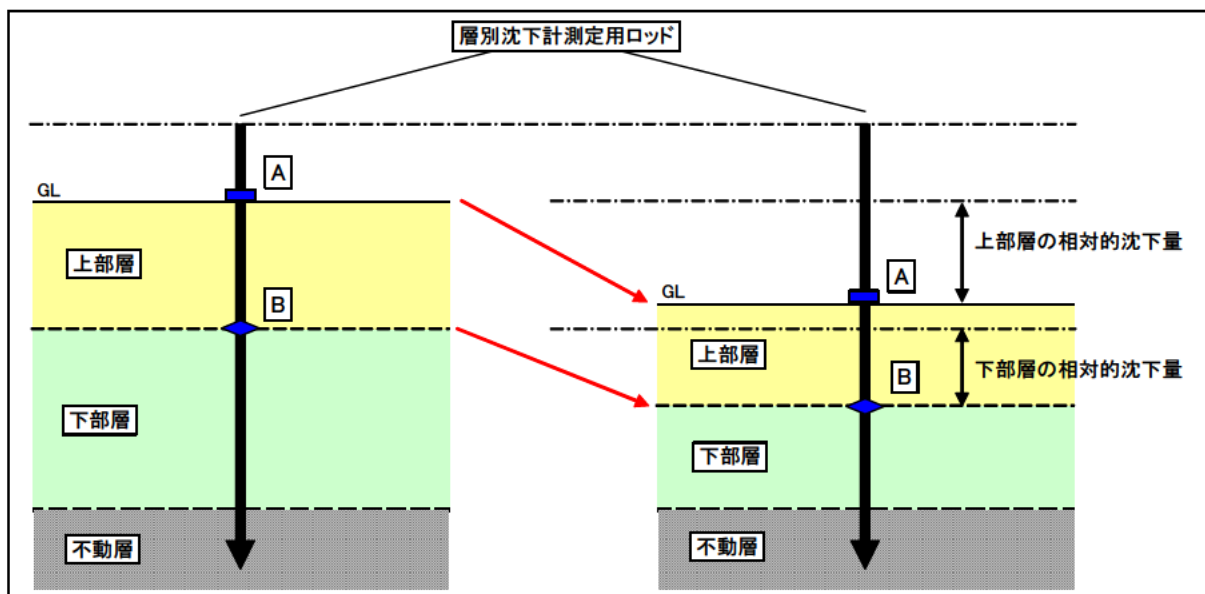 層別沈下計測定用ロッド
A
GL
上部層
B
下部層
不動層
上部層の相対的沈下量
A
GL
上部層
下部層の相対的沈下量
B
下部層
不動層